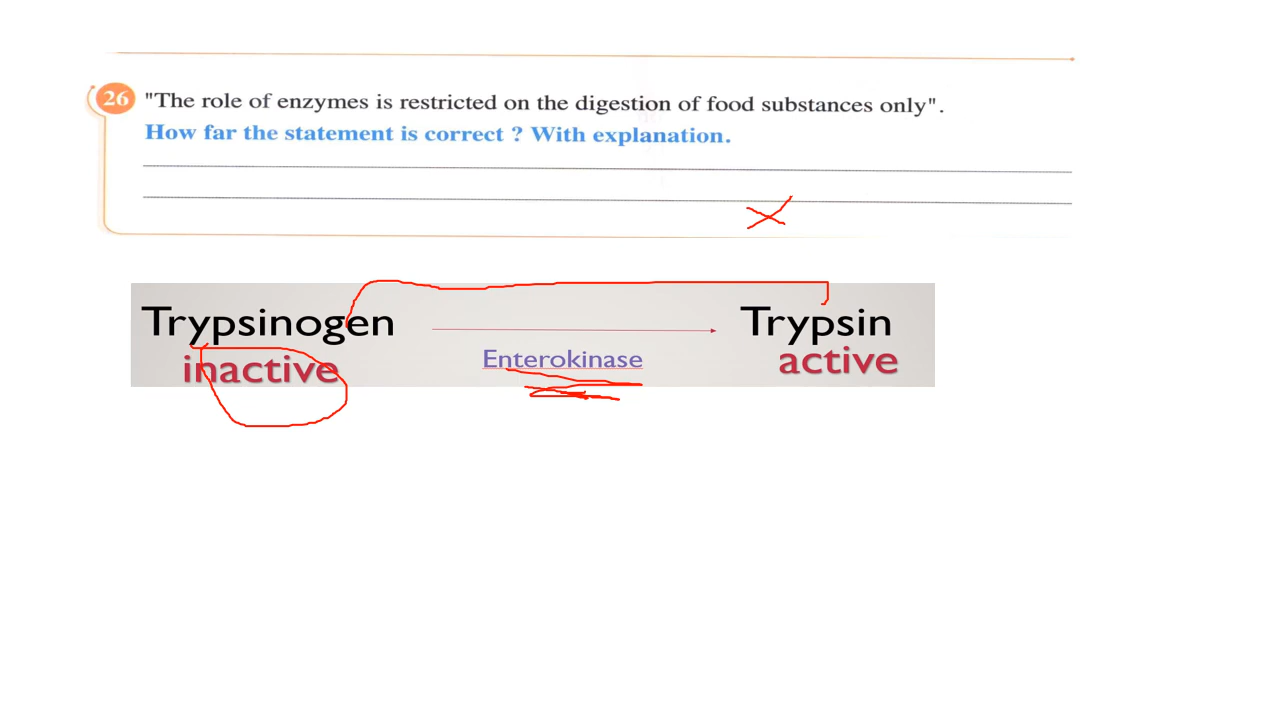 26 "The role of enzymes is restricted on the digestion of food substances only".
How far the statement is correct ? With explanation.
Trypsinogen Trypsin
inactive Enterokinase active